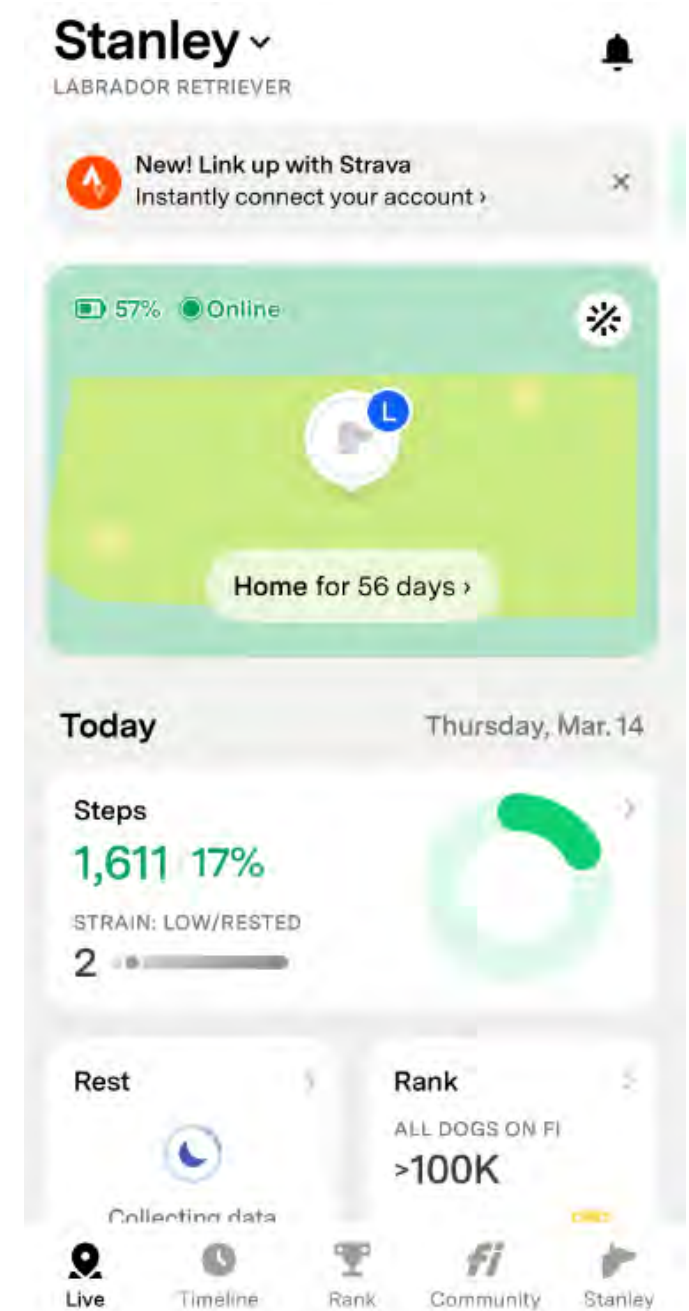 Stanley
LABRADOR RETRIEVER
New! Link up with Strava
Instantly connect your account ›
57% Online
L
Home for 56 days ›
Today Thursday, Mar. 14
Steps
1,611 17%
STRAIN: LOW/RESTED
2
Rest
Rank
ALL DOGS ON FI
>100K
Collecting data
Live Timeline Rank fi Community Stanley